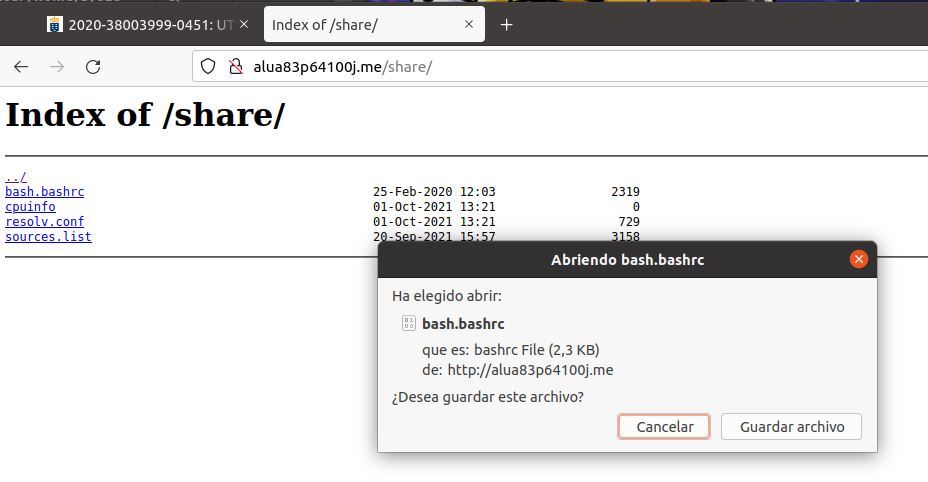 2020-38003999-0451: UT
Index of /share/
alua83p64100j.me/share/
Index of /share/
../
bash.bashrc 25-Feb-2020 12:03 2319
cpuinfo 01-Oct-2021 13:21 0
resolv.conf 01-Oct-2021 13:21 729
sources.list 20-Sep-2021 15:57 3158
Abriendo bash.bashrc
Ha elegido abrir:
bash.bashrc
que es: bashrc File (2,3 KB)
de: http://alua83p64100j.me
¿Desea guardar este archivo?
Cancelar Guardar archivo